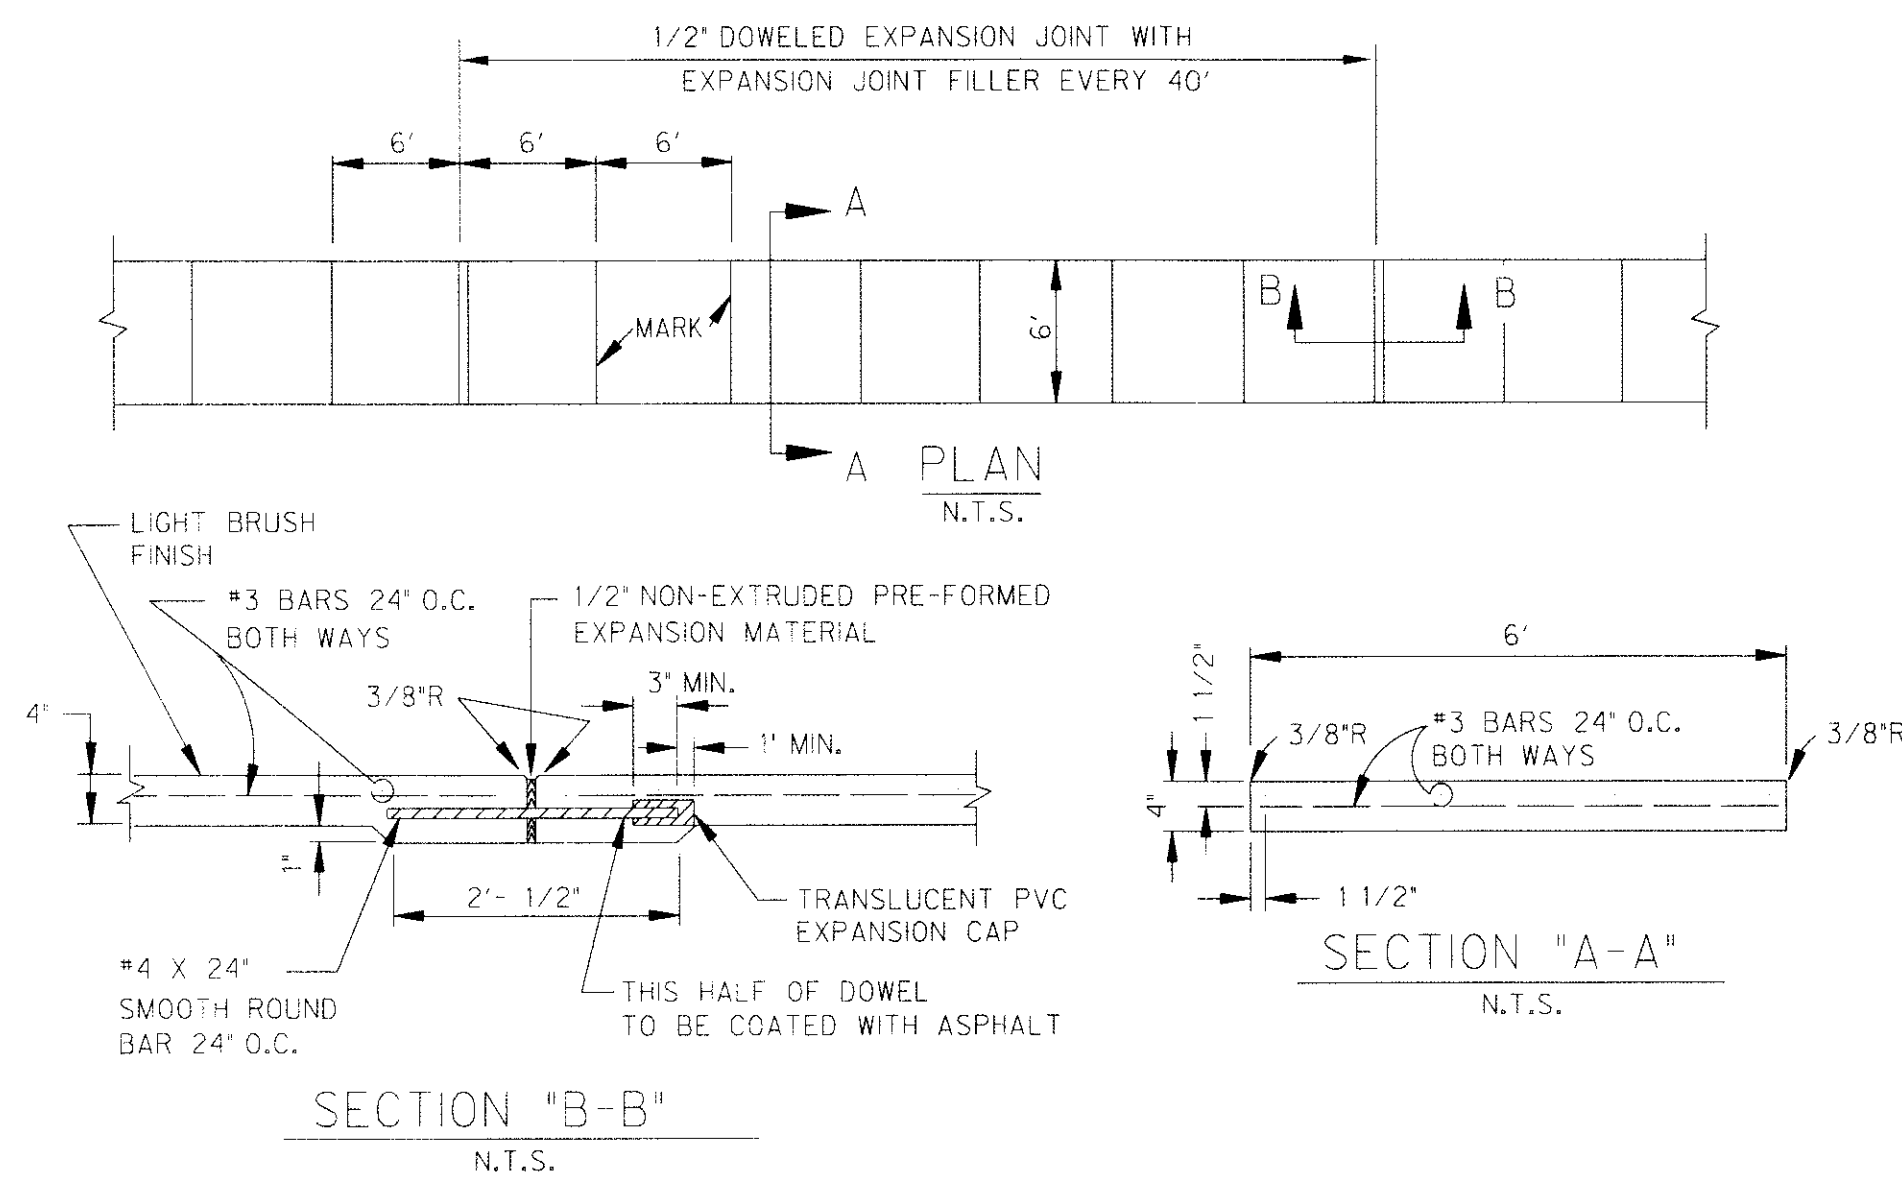 1/2" DOWELED EXPANSION JOINT WITH
EXPANSION JOINT FILLER EVERY 40'
6'
6'
6'
A
MARK
6'
B
B
A
PLAN
N.T.S.
LIGHT BRUSH
FINISH
#3 BARS 24" O.C.
BOTH WAYS
1/2" NON-EXTRUDED PRE-FORMED
EXPANSION MATERIAL
3/8"R
3" MIN.
1' MIN.
4"
1"
2'- 1/2"
TRANSLUCENT PVC
EXPANSION CAP
#4 X 24"
SMOOTH ROUND
BAR 24" O.C.
THIS HALF OF DOWEL
TO BE COATED WITH ASPHALT
SECTION "B-B"
N.T.S.
6'
1 1/2"
3/8"R
#3 BARS 24" O.C.
BOTH WAYS
3/8"R
4"
1 1/2"
SECTION "A-A"
N.T.S.